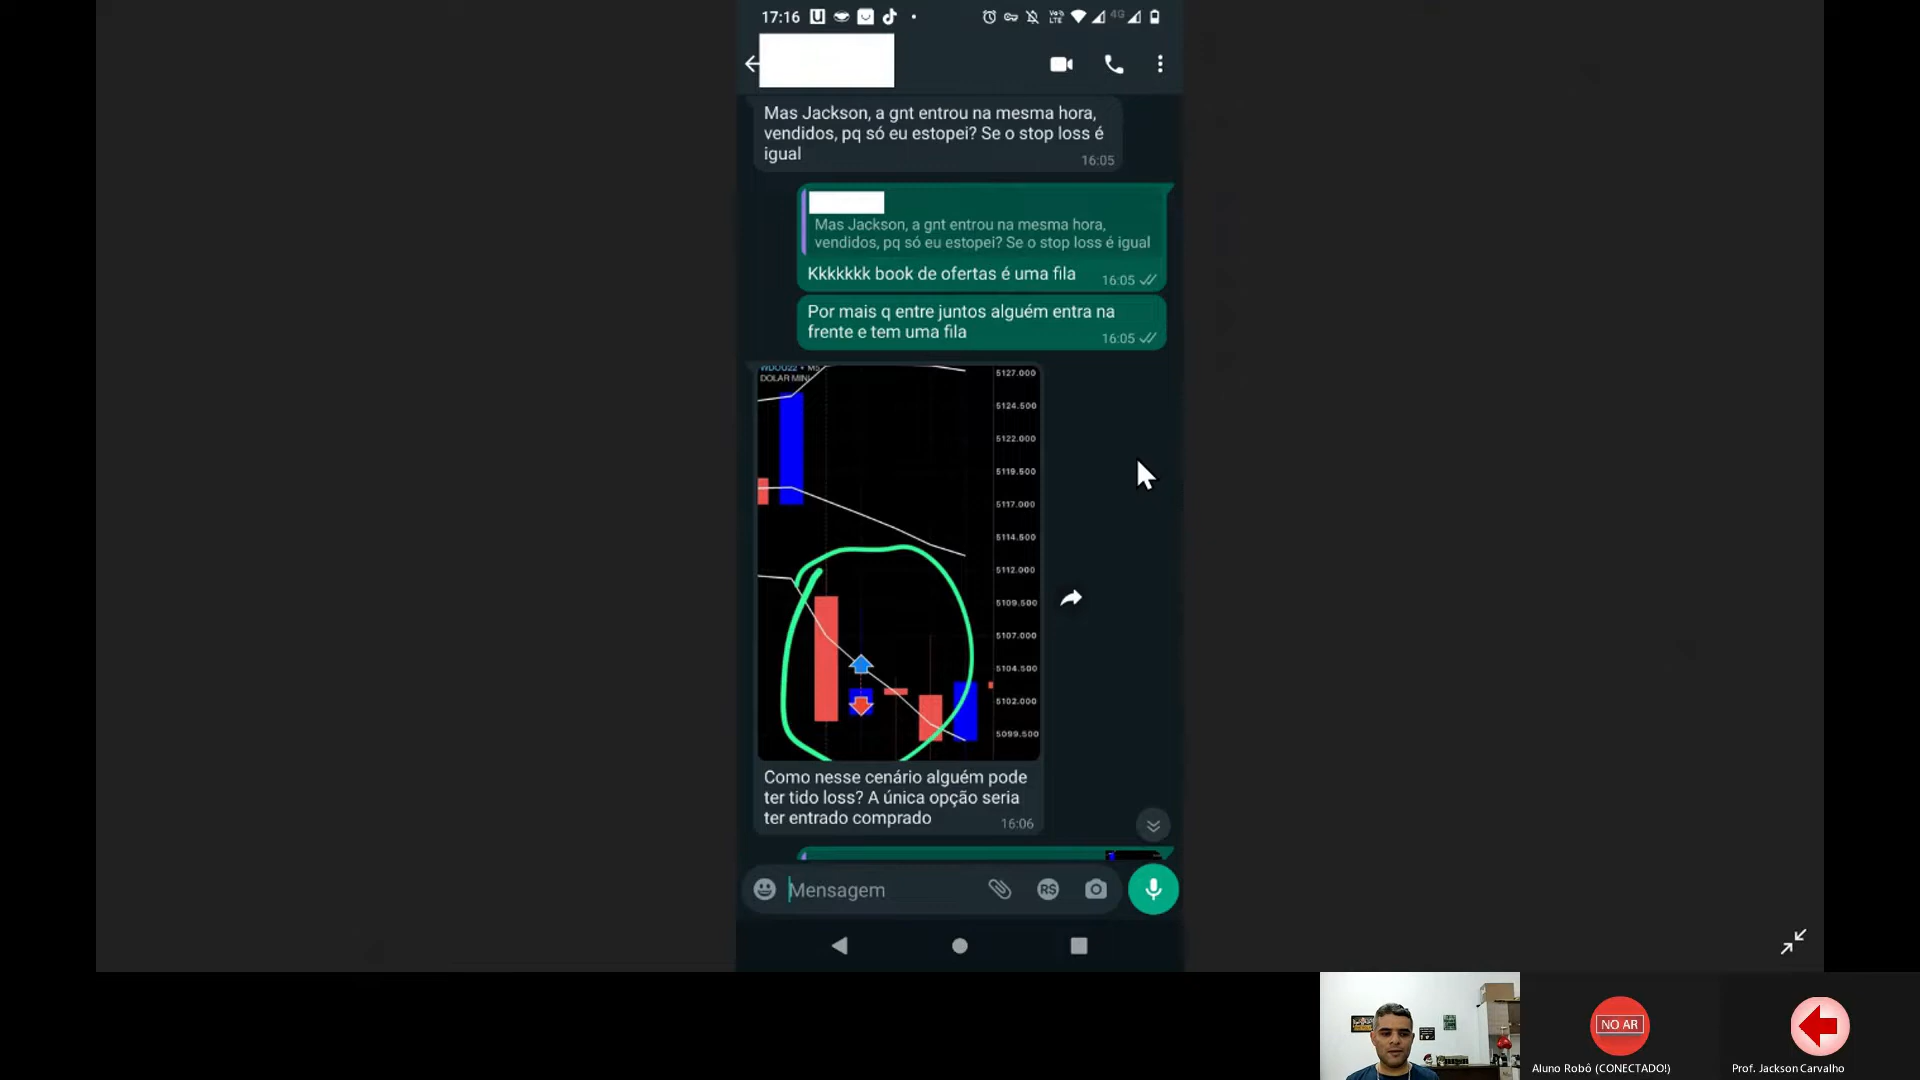 17:16
4G
Mas Jackson, a gnt entrou na mesma hora,
vendidos, pq só eu estopei? Se o stop loss é
igual
16:05
Mas Jackson, a gnt entrou na mesma hora,
vendidos, pq só eu estopei? Se o stop loss é igual
Kkkkkkk book de ofertas é uma fila
16:05
Por mais q entre juntos alguém entra na
frente e tem uma fila
16:05
DOLAR MINI
5127.000
5124.500
5122.000
5119.500
5117.000
5114.500
5112.000
5109.500
5107.000
5104.500
5102.000
5099.500
Como nesse cenário alguém pode
ter tido loss? A única opção seria
ter entrado comprado
16:06
Mensagem
RS
NO AR
Aluno Robô (CONECTADO!)
Prof. Jackson Carvalho